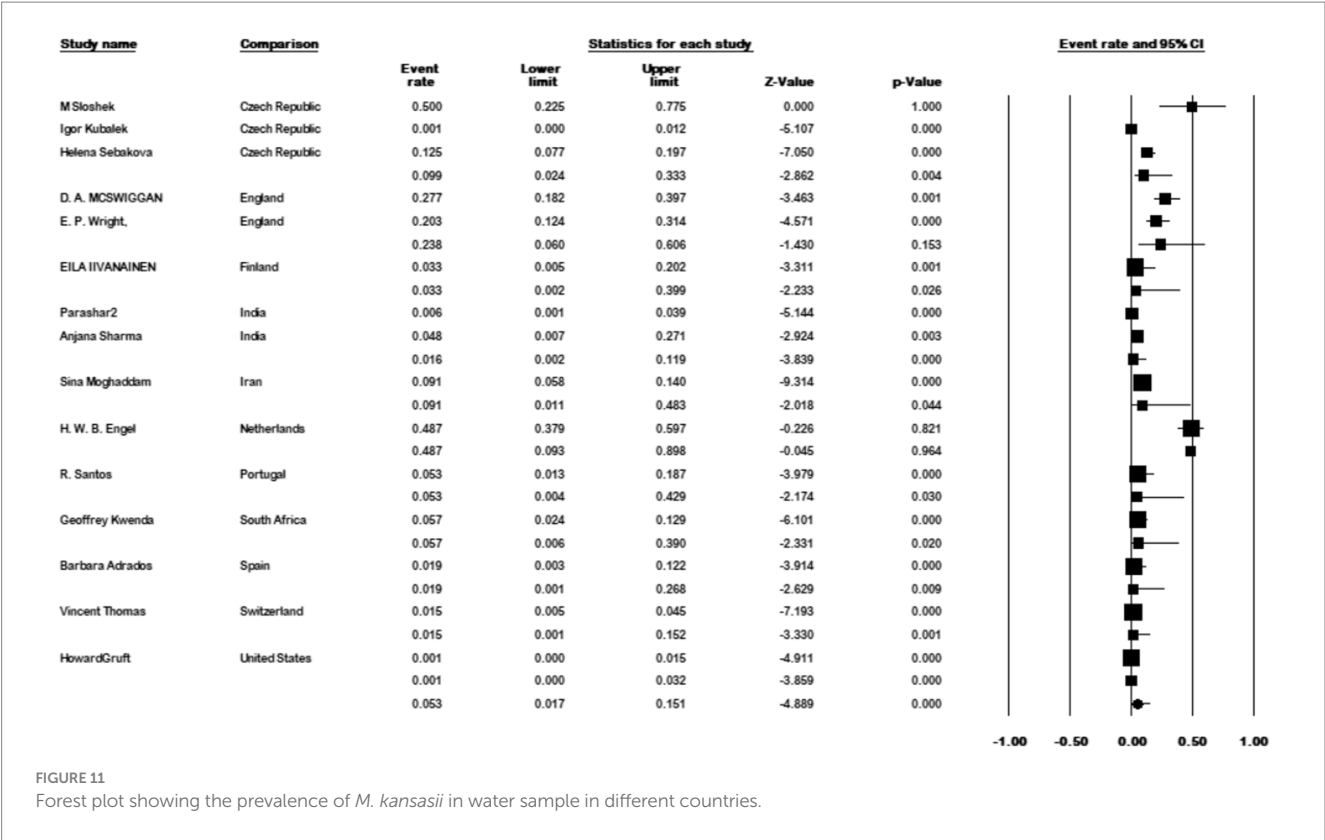 Study name Comparison Statistics for each study Event rate and 95% CI
Event rate Lower limit Upper limit Z-Value p-Value
M Sloshek Czech Republic 0.500 0.225 0.775 0.000 1.000
Igor Kubalek Czech Republic 0.001 0.000 0.012 -5.107 0.000
Helena Sebakova Czech Republic 0.125 0.077 0.197 -7.050 0.000
0.099 0.024 0.333 -2.862 0.004
D. A. MCSWIGGAN England 0.277 0.182 0.397 -3.463 0.001
E. P. Wright, England 0.203 0.124 0.314 -4.571 0.000
0.238 0.060 0.606 -1.430 0.153
EILA IIVANAINEN Finland 0.033 0.005 0.202 -3.311 0.001
0.033 0.002 0.399 -2.233 0.026
Parashar2 India 0.006 0.001 0.039 -5.144 0.000
Anjana Sharma India 0.048 0.007 0.271 -2.924 0.003
0.016 0.002 0.119 -3.839 0.000
Sina Moghaddam Iran 0.091 0.058 0.140 -9.314 0.000
0.091 0.011 0.483 -2.018 0.044
H. W. B. Engel Netherlands 0.487 0.379 0.597 -0.226 0.821
0.487 0.093 0.898 -0.045 0.964
R. Santos Portugal 0.053 0.013 0.187 -3.979 0.000
0.053 0.004 0.429 -2.174 0.030
Geoffrey Kwenda South Africa 0.057 0.024 0.129 -6.101 0.000
0.057 0.006 0.390 -2.331 0.020
Barbara Adrados Spain 0.019 0.003 0.122 -3.914 0.000
0.019 0.001 0.268 -2.629 0.009
Vincent Thomas Switzerland 0.015 0.005 0.045 -7.193 0.000
0.015 0.001 0.152 -3.330 0.001
HowardGruft United States 0.001 0.000 0.015 -4.911 0.000
0.001 0.000 0.032 -3.859 0.000
0.053 0.017 0.151 -4.889 0.000
-1.00 -0.50 0.00 0.50 1.00
FIGURE 11
Forest plot showing the prevalence of M. kansasii in water sample in different countries.